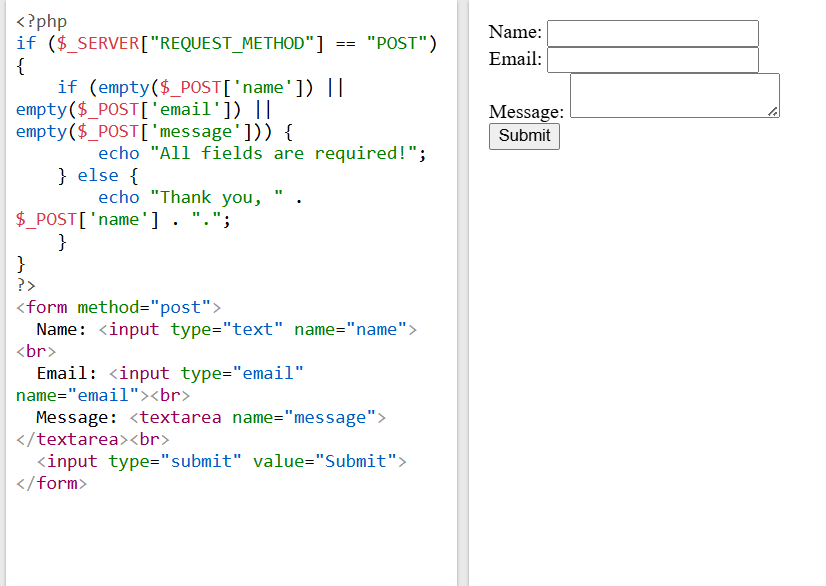 <?php
if ($_SERVER["REQUEST_METHOD"] == "POST")
{
    if (empty($_POST['name']) ||
empty($_POST['email']) ||
empty($_POST['message'])) {
        echo "All fields are required!";
    } else {
        echo "Thank you, " .
$_POST['name'] . ".";
    }
}
?>
<form method="post">
  Name: <input type="text" name="name">
<br>
  Email: <input type="email"
name="email"><br>
  Message: <textarea name="message">
</textarea><br>
  <input type="submit" value="Submit">
</form>
Name:
Email:
Message:
Submit